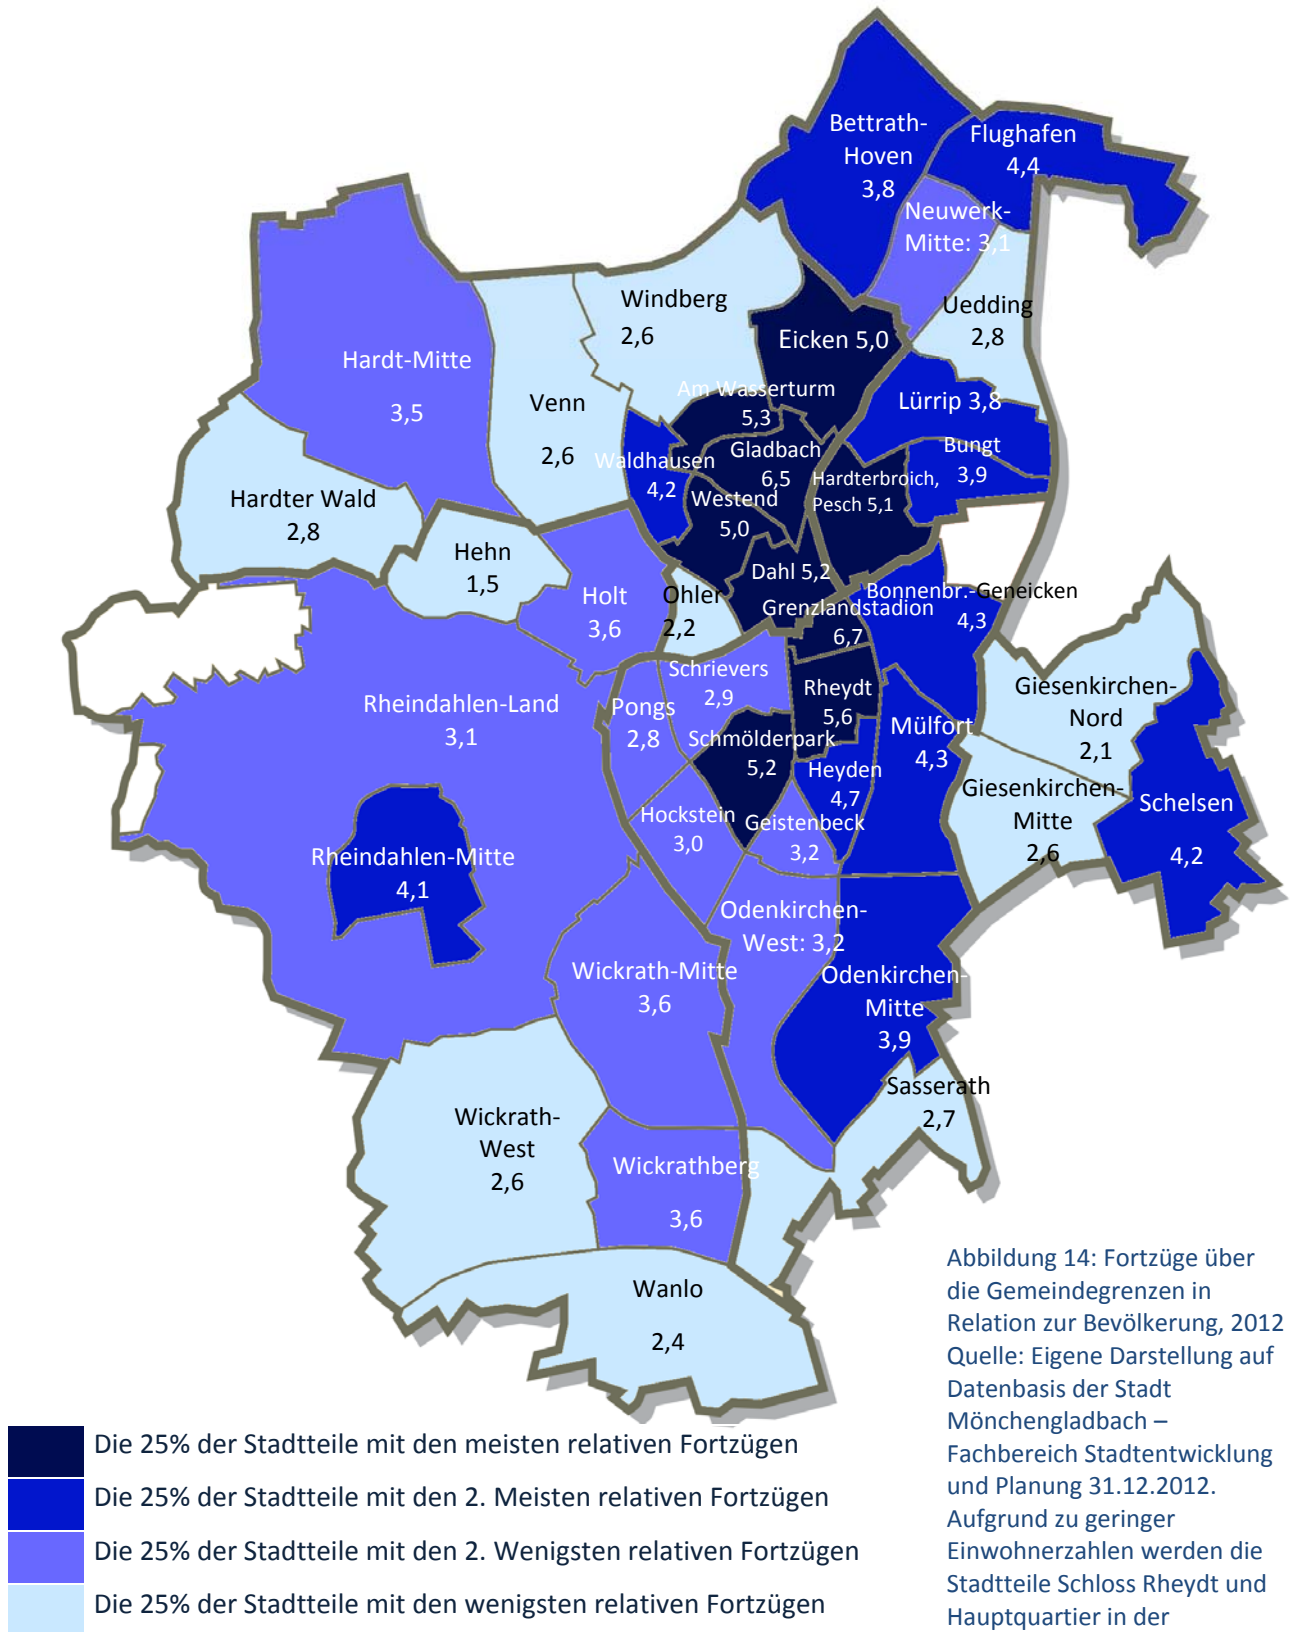 Bettrath-
Hoven
3,8
Flughafen
4,4
Neuwerk-
Mitte: 3,1
Uedding
2,8
Windberg
2,6
Eicken 5,0
Hardt-Mitte
3,5
Venn
2,6
Am Wasserturm
5,3
Lürrip 3,8
Bungt
3,9
Waldhausen
4,2
Gladbach
6,5
Hardterbroich,
Pesch 5,1
Westend
5,0
Hardter Wald
2,8
Hehn
1,5
Holt
3,6
Ohler
2,2
Dahl 5,2
Grenzlandstadion
6,7
Bonnenbr.-Geneicken
4,3
Schrievers
2,9
Rheydt
5,6
Giesenkirchen-
Nord
2,1
Rheindahlen-Land
3,1
Pongs
2,8
Schmölderpark
5,2
Mülfort
4,3
Heyden
4,7
Giesenkirchen-
Mitte
2,6
Schelsen
4,2
Hockstein
3,0
Geistenbeck
3,2
Rheindahlen-Mitte
4,1
Odenkirchen-
West: 3,2
Wickrath-Mitte
3,6
Odenkirchen-
Mitte
3,9
Sasserath
2,7
Wickrath-
West
2,6
Wickrathberg
3,6
Wanlo
2,4
Abbildung 14: Fortzüge über
die Gemeindegrenzen in
Relation zur Bevölkerung, 2012
Quelle: Eigene Darstellung auf
Datenbasis der Stadt
Mönchengladbach –
Fachbereich Stadtentwicklung
und Planung 31.12.2012.
Aufgrund zu geringer
Einwohnerzahlen werden die
Stadtteile Schloss Rheydt und
Hauptquartier in der
Die 25% der Stadtteile mit den meisten relativen Fortzügen
Die 25% der Stadtteile mit den 2. Meisten relativen Fortzügen
Die 25% der Stadtteile mit den 2. Wenigsten relativen Fortzügen
Die 25% der Stadtteile mit den wenigsten relativen Fortzügen